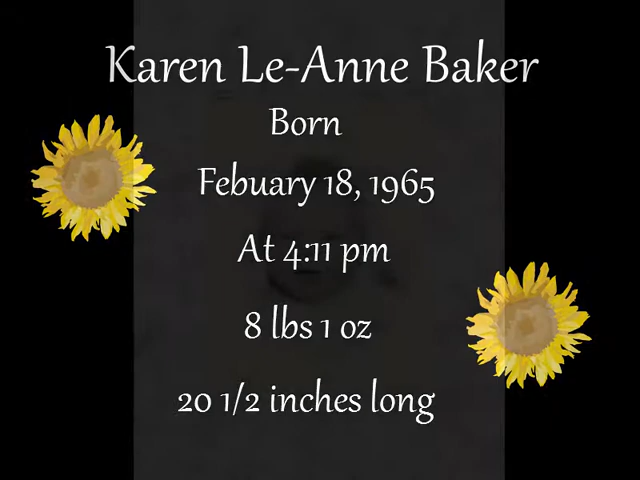 Karen Le-Anne Baker
Born
Febuary 18, 1965
At 4:11 pm
8 lbs 1 oz
20 1/2 inches long